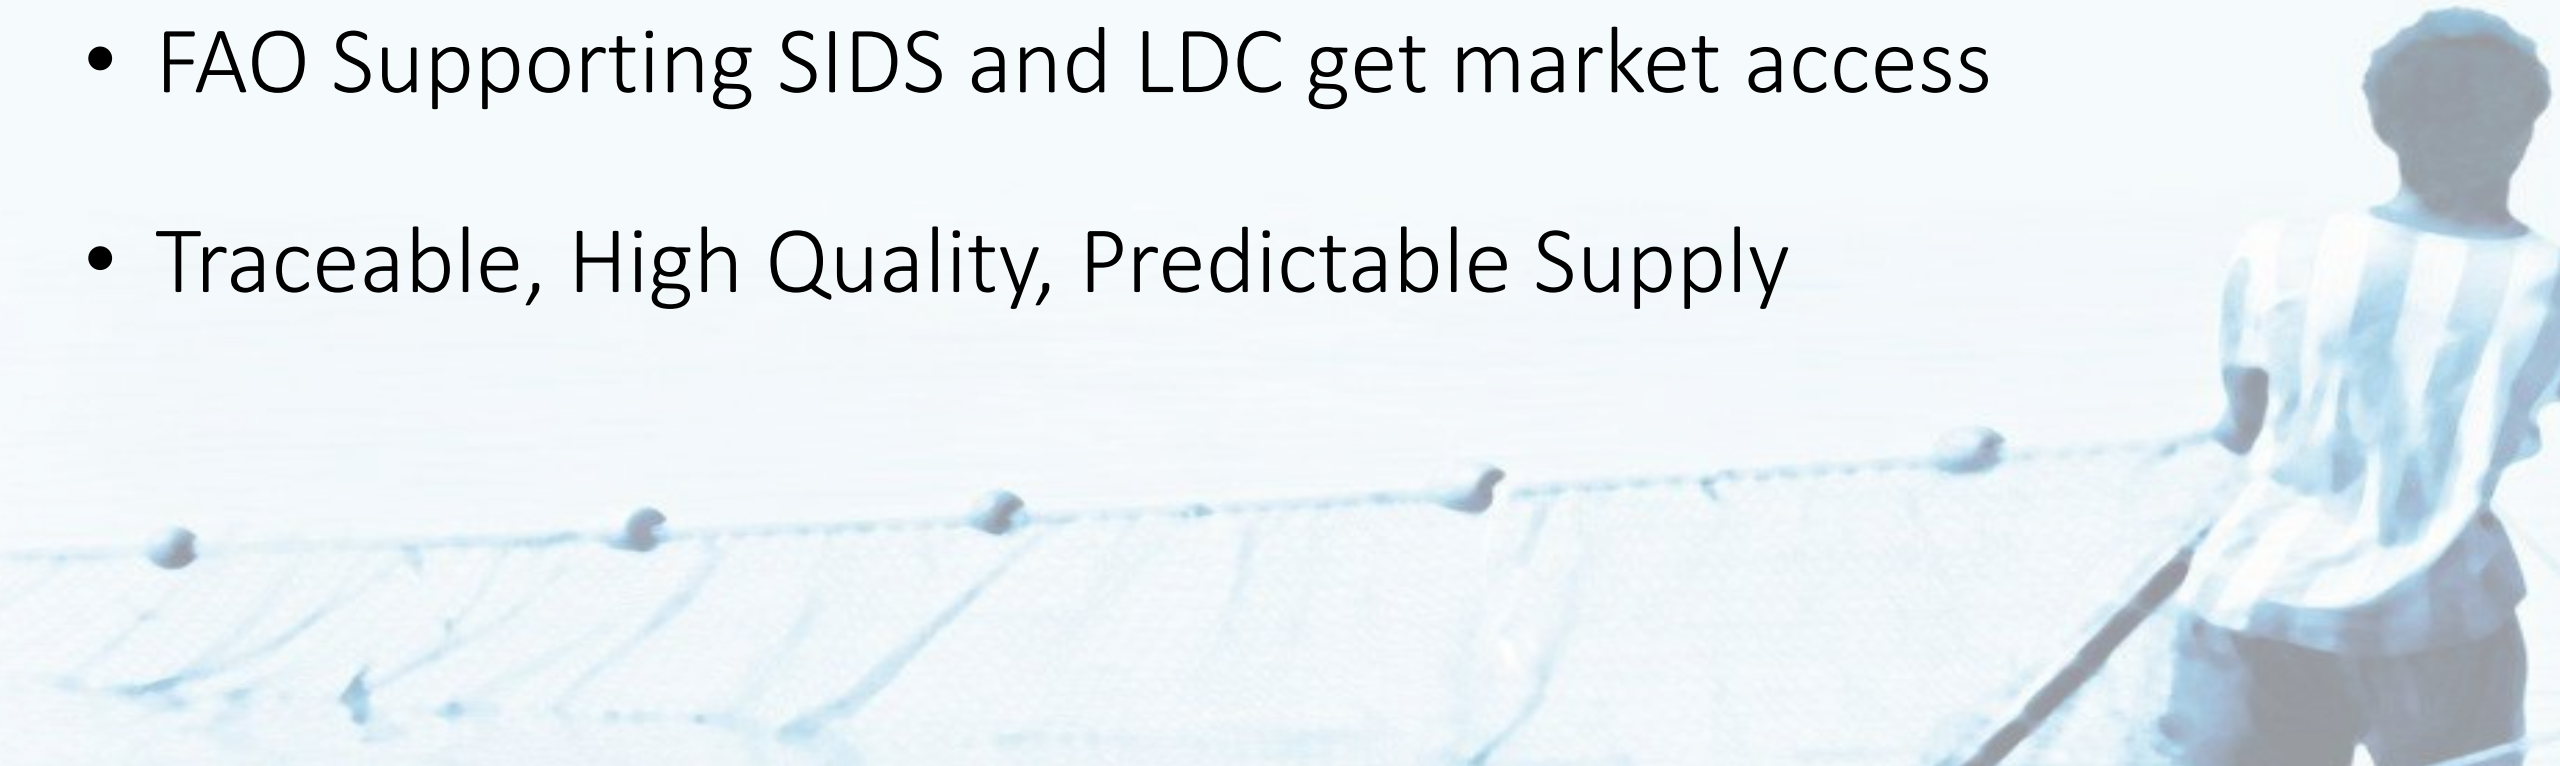 • FAO Supporting SIDS and LDC get market access
• Traceable, High Quality, Predictable Supply